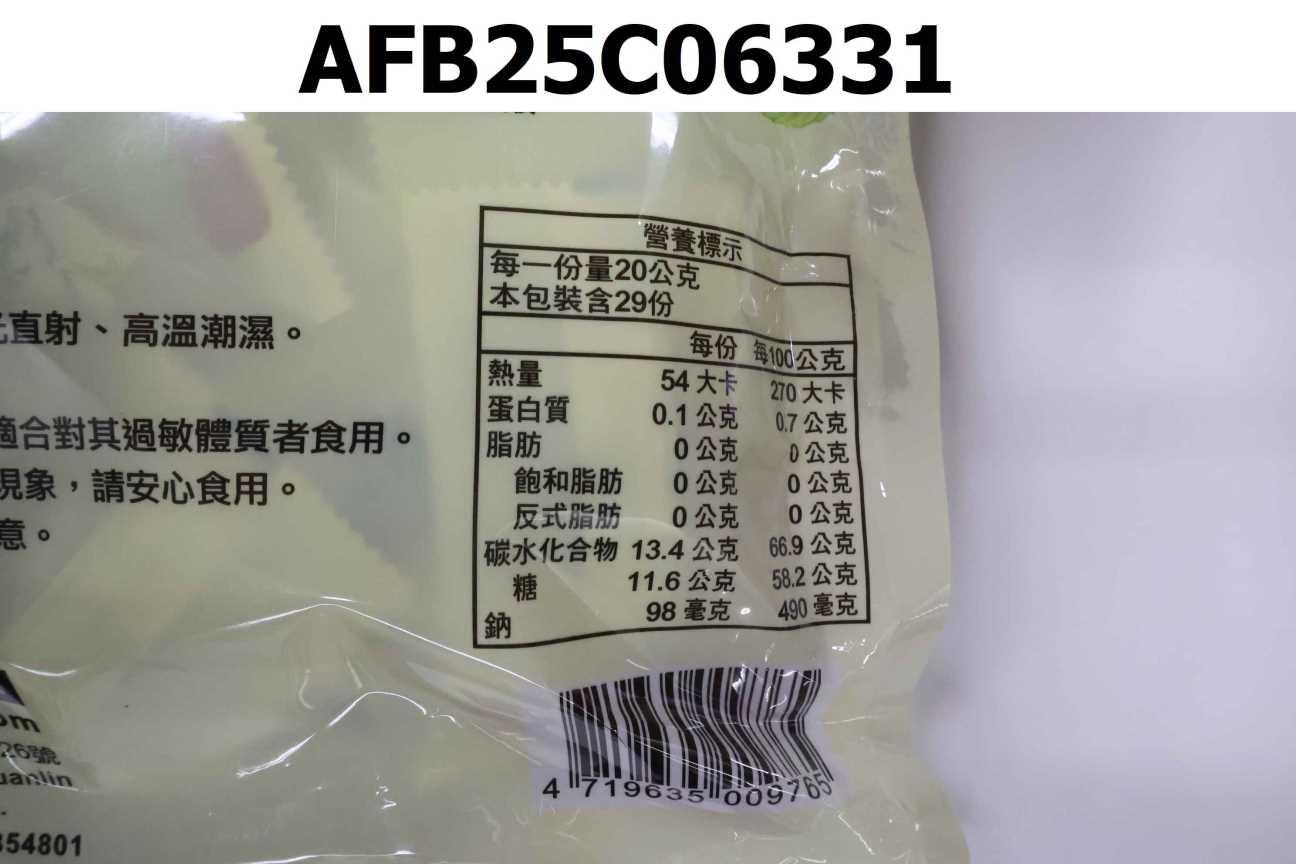 AFB25C06331
直射、高溫潮濕。
適合對其過敏體質者食用。
現象，請安心食用。
意。
營養標示
每一份量20公克
本包裝含29份
每份 每100公克
熱量 54 大卡 270 大卡
蛋白質 0.1 公克 0.7 公克
脂肪 0 公克 0 公克
飽和脂肪 0 公克 0 公克
反式脂肪 0 公克 0 公克
碳水化合物 13.4 公克 66.9 公克
糖 11.6 公克 58.2 公克
鈉 98 毫克 490 毫克
4 719635 009765
om
26號
uanlin
54801